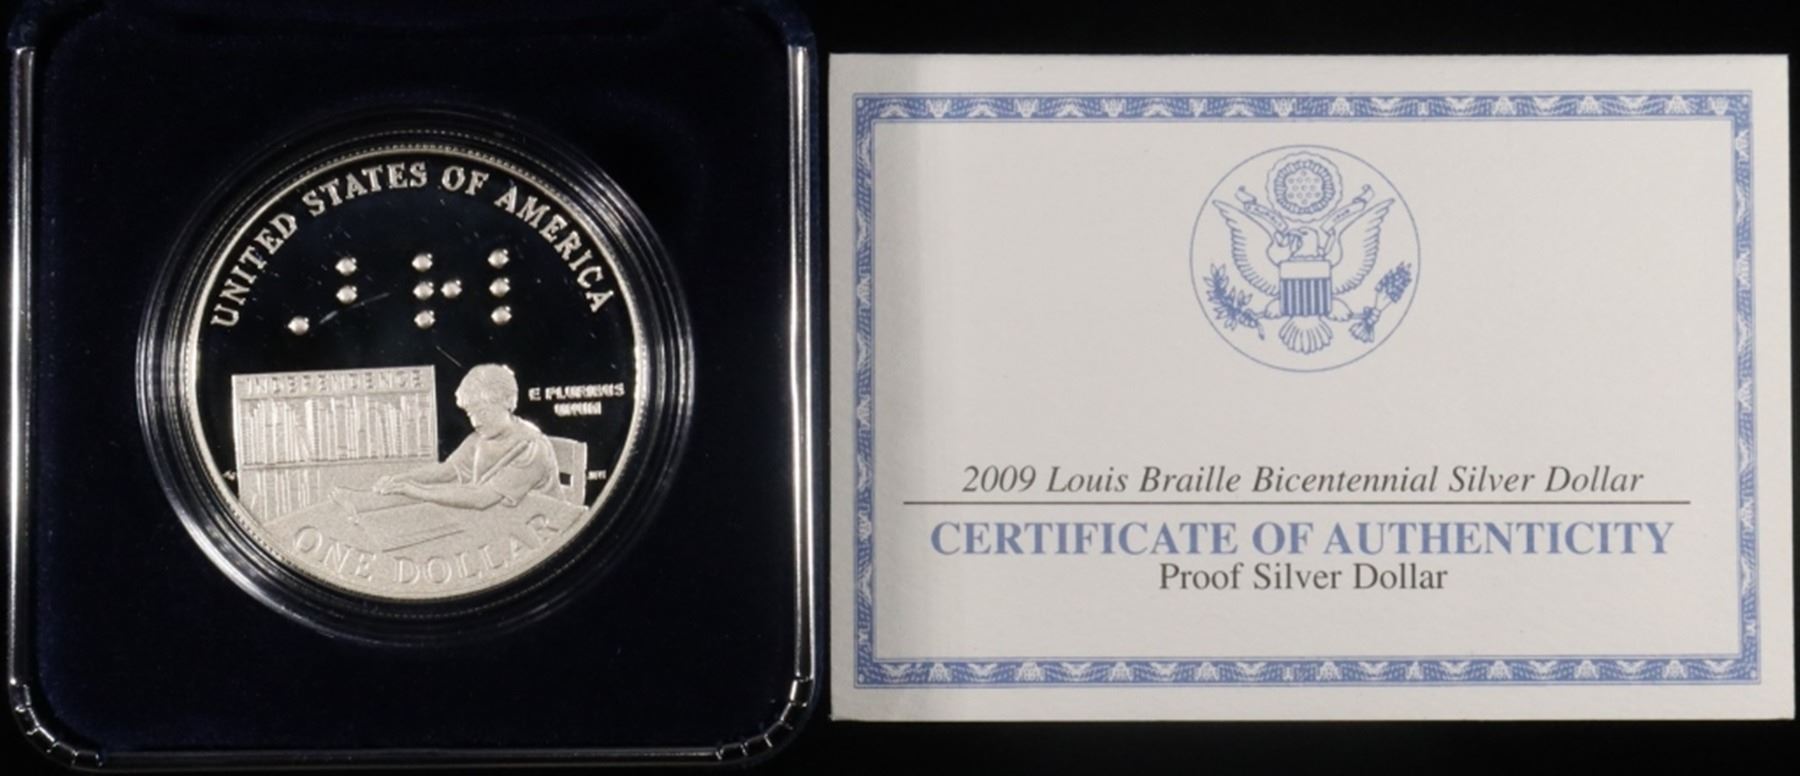 UNITED STATES OF AMERICA
⠠⠃⠗⠇
INDEPENDENCE
E PLURIBUS
UNUM
ONE DOLLAR
2009 Louis Braille Bicentennial Silver Dollar
CERTIFICATE OF AUTHENTICITY
Proof Silver Dollar